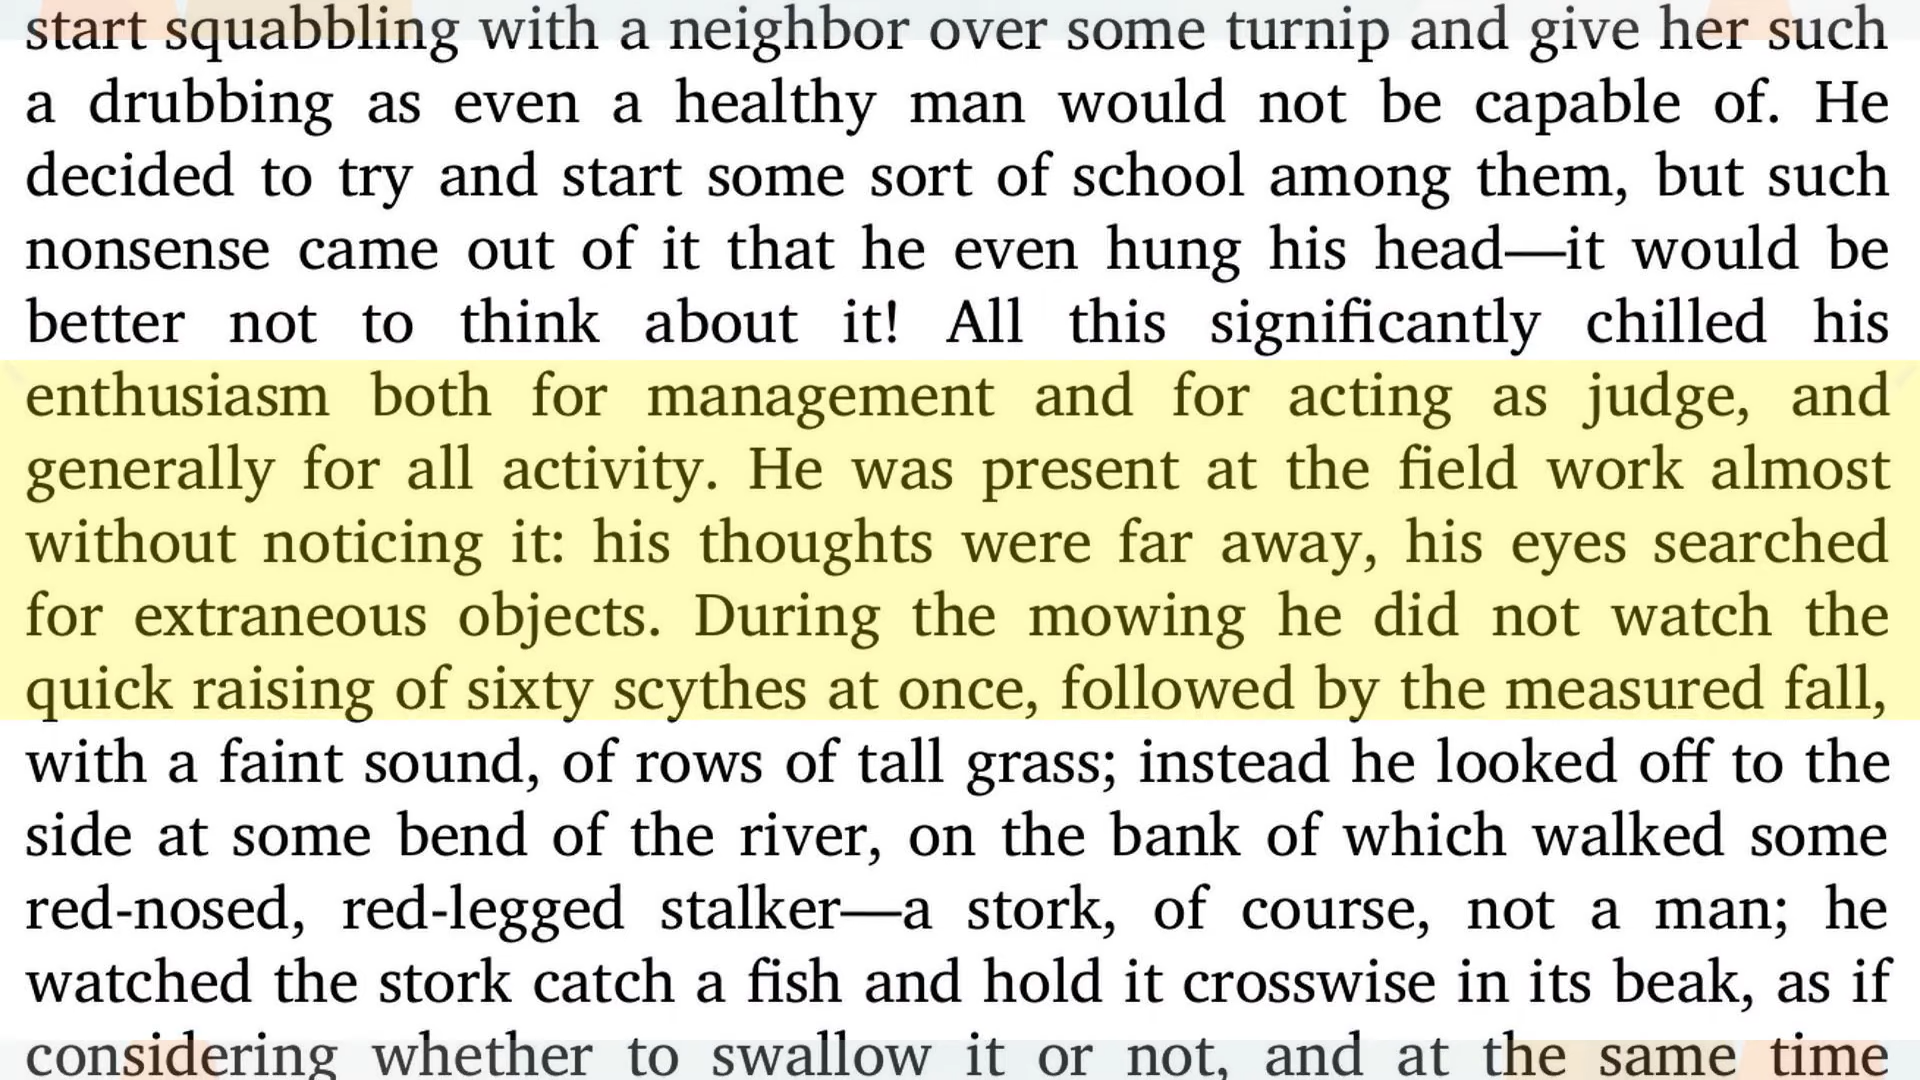 start squabbling with a neighbor over some turnip and give her such
a drubbing as even a healthy man would not be capable of. He
decided to try and start some sort of school among them, but such
nonsense came out of it that he even hung his head—it would be
better not to think about it! All this significantly chilled his
enthusiasm both for management and for acting as judge, and
generally for all activity. He was present at the field work almost
without noticing it: his thoughts were far away, his eyes searched
for extraneous objects. During the mowing he did not watch the
quick raising of sixty scythes at once, followed by the measured fall,
with a faint sound, of rows of tall grass; instead he looked off to the
side at some bend of the river, on the bank of which walked some
red-nosed, red-legged stalker—a stork, of course, not a man; he
watched the stork catch a fish and hold it crosswise in its beak, as if
considering whether to swallow it or not, and at the same time